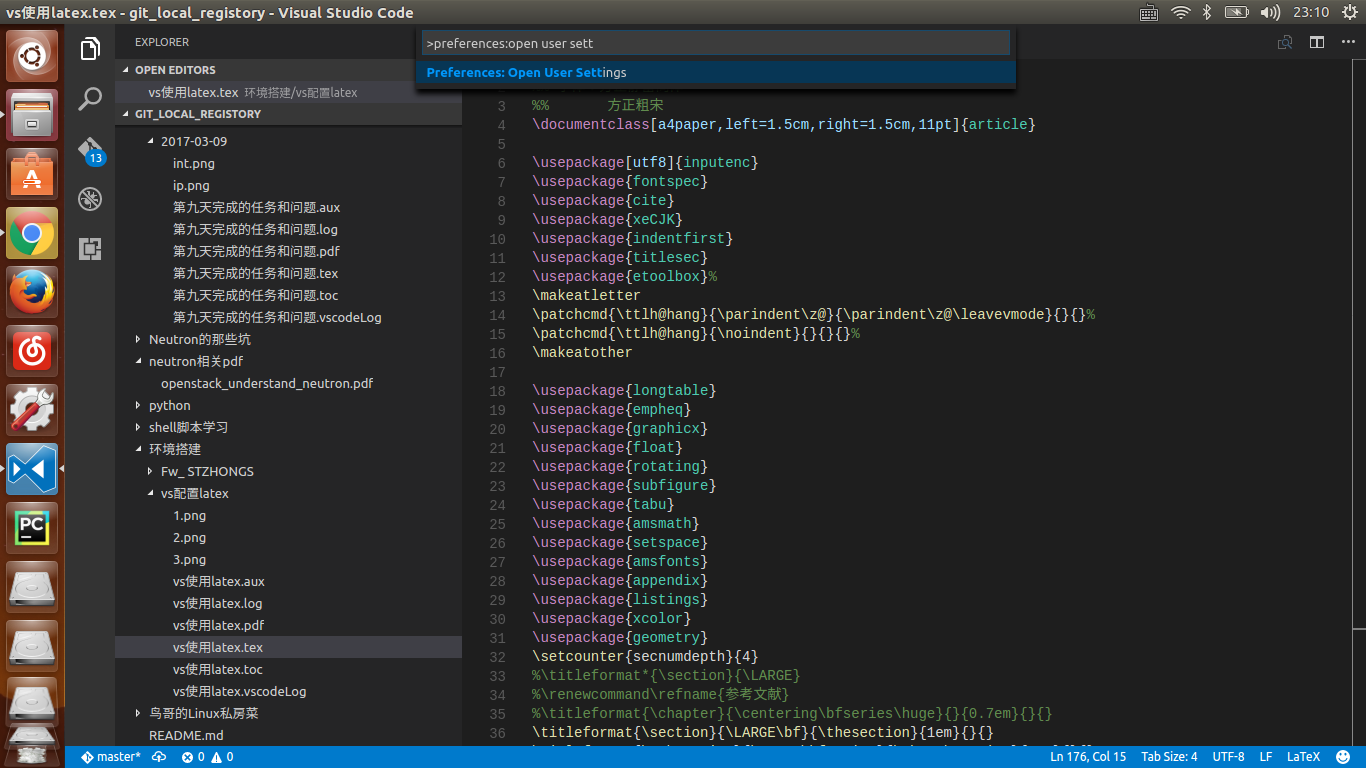 vs使用latex.tex - git_local_registory - Visual Studio Code
23:10
>preferences:open user sett
Preferences: Open User Settings
EXPLORER
OPEN EDITORS
vs使用latex.tex 环境搭建/vs配置latex
GIT_LOCAL_REGISTORY
2017-03-09
int.png
ip.png
第九天完成的任务和问题.aux
第九天完成的任务和问题.log
第九天完成的任务和问题.pdf
第九天完成的任务和问题.tex
第九天完成的任务和问题.toc
第九天完成的任务和问题.vscodeLog
Neutron的那些坑
neutron相关pdf
openstack_understand_neutron.pdf
python
shell脚本学习
环境搭建
Fw_ STZHONGS
vs配置latex
1.png
2.png
3.png
vs使用latex.aux
vs使用latex.log
vs使用latex.pdf
vs使用latex.tex
vs使用latex.toc
vs使用latex.vscodeLog
鸟哥的Linux私房菜
README.md
13
PC
3 %% 方正粗宋
4 \documentclass[a4paper,left=1.5cm,right=1.5cm,11pt]{article}
5
6 \usepackage[utf8]{inputenc}
7 \usepackage{fontspec}
8 \usepackage{cite}
9 \usepackage{xeCJK}
10 \usepackage{indentfirst}
11 \usepackage{titlesec}
12 \usepackage{etoolbox}%
13 \makeatletter
14 \patchcmd{\ttlh@hang}{\parindent\z@}{\parindent\z@\leavevmode}{}{}%
15 \patchcmd{\ttlh@hang}{\noindent}{}{}{}%
16 \makeatother
17
18 \usepackage{longtable}
19 \usepackage{empheq}
20 \usepackage{graphicx}
21 \usepackage{float}
22 \usepackage{rotating}
23 \usepackage{subfigure}
24 \usepackage{tabu}
25 \usepackage{amsmath}
26 \usepackage{setspace}
27 \usepackage{amsfonts}
28 \usepackage{appendix}
29 \usepackage{listings}
30 \usepackage{xcolor}
31 \usepackage{geometry}
32 \setcounter{secnumdepth}{4}
33 %\titleformat*{\section}{\LARGE}
34 %\renewcommand\refname{参考文献}
35 %\titleformat{\chapter}{\centering\bfseries\huge}{}{0.7em}{}{}
36 \titleformat{\section}{\LARGE\bf}{\thesection}{1em}{}{}
master* 0 0 Ln 176, Col 15 Tab Size: 4 UTF-8 LF LaTeX